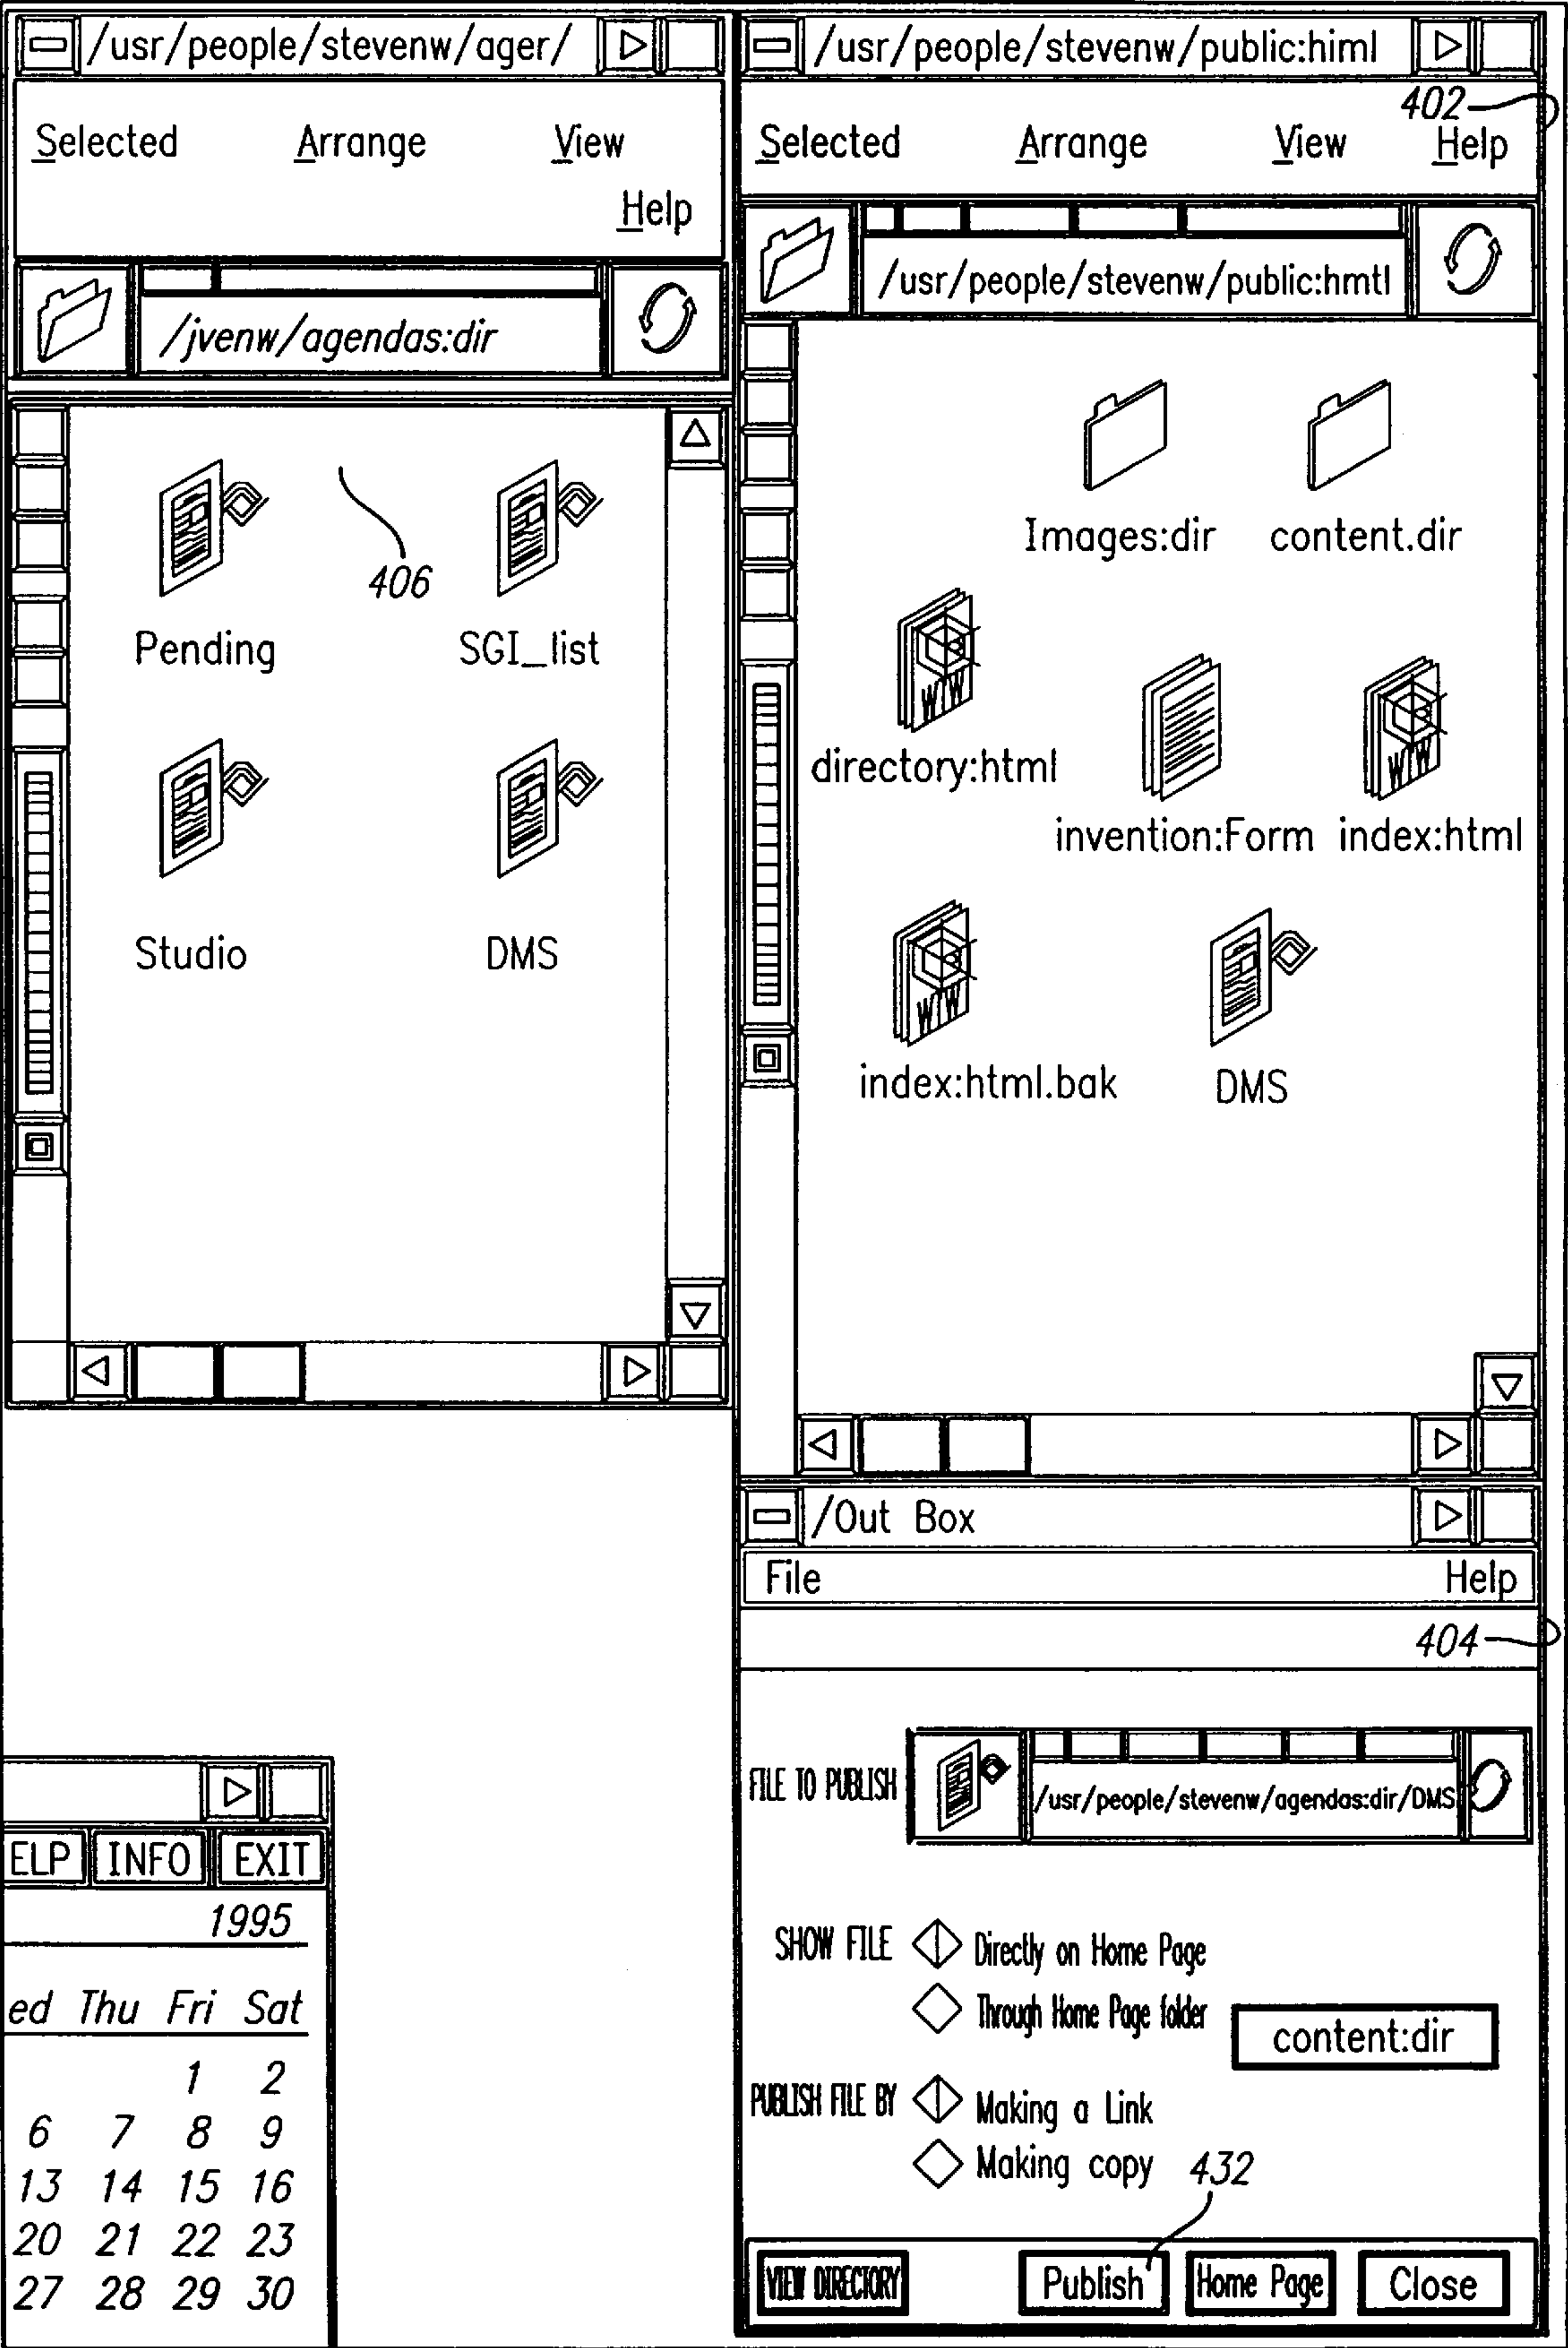 /usr/people/stevenw/ager/
Selected Arrange View
Help
/jvenw/agendas:dir
406
Pending SGI_list
Studio DMS
/usr/people/stevenw/public:himl
402
Selected Arrange View Help
/usr/people/stevenw/public:hmtl
Images:dir content.dir
WTW
directory:html
WTW
invention:Form index:html
WTW
index:html.bak DMS
/Out Box
File Help
404
FILE TO PUBLISH /usr/people/stevenw/agendas:dir/DMS
SHOW FILE Directly on Home Page
Through Home Page folder content:dir
PUBLISH FILE BY Making a Link
Making copy 432
VIEW DIRECTORY Publish Home Page Close
ELP INFO EXIT
1995
ed Thu Fri Sat
1 2
6 7 8 9
13 14 15 16
20 21 22 23
27 28 29 30